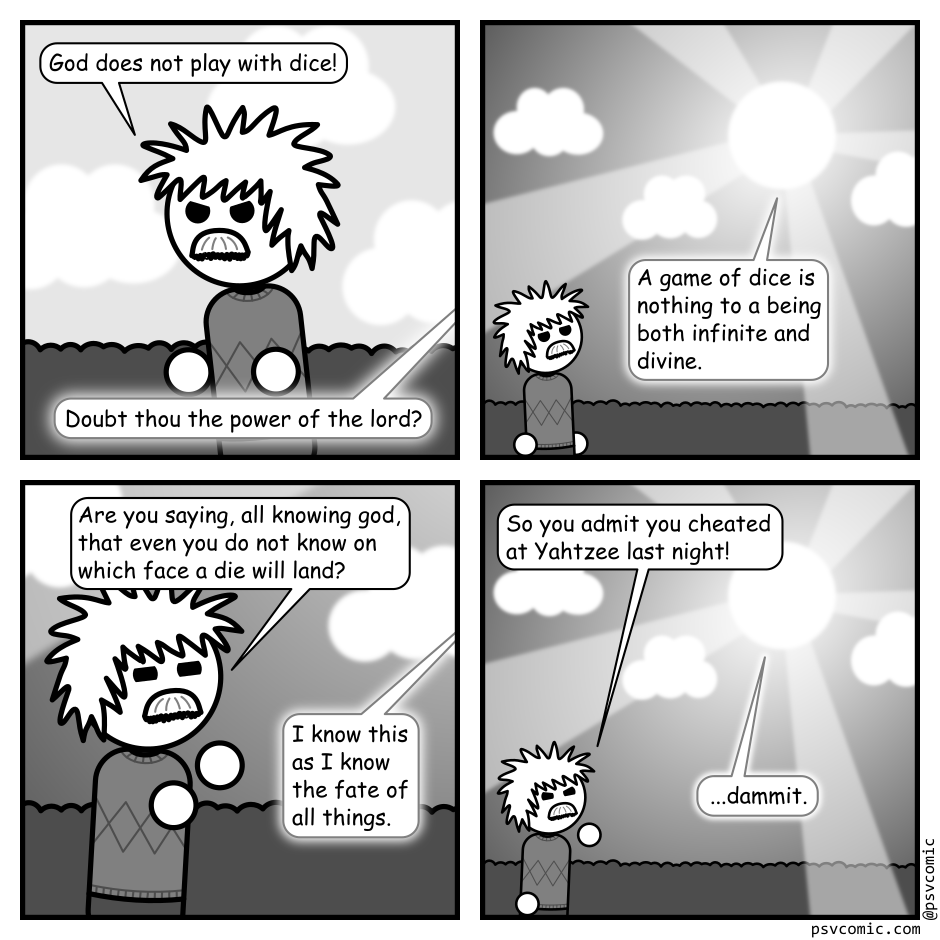 God does not play with dice!
Doubt thou the power of the lord?
A game of dice is
nothing to a being
both infinite and
divine.
Are you saying, all knowing god,
that even you do not know on
which face a die will land?
I know this
as I know
the fate of
all things.
So you admit you cheated
at Yahtzee last night!
...dammit.
@psvcomic
psvcomic.com